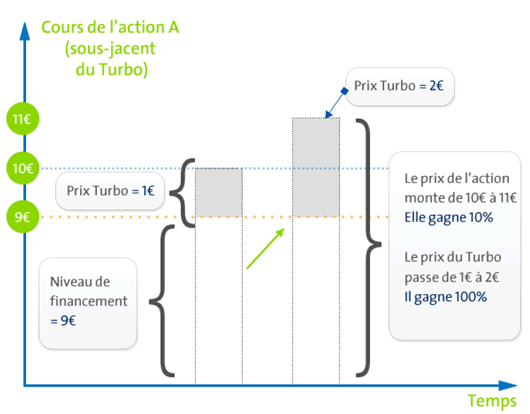 Cours de l'action A
(sous-jacent
du Turbo)
Prix Turbo = 2€
11€
10€
Prix Turbo = 1€
9€
Le prix de l'action
monte de 10€ à 11€
Elle gagne 10%
Le prix du Turbo
passe de 1€ à 2€
Il gagne 100%
Niveau de
financement
= 9€
Temps